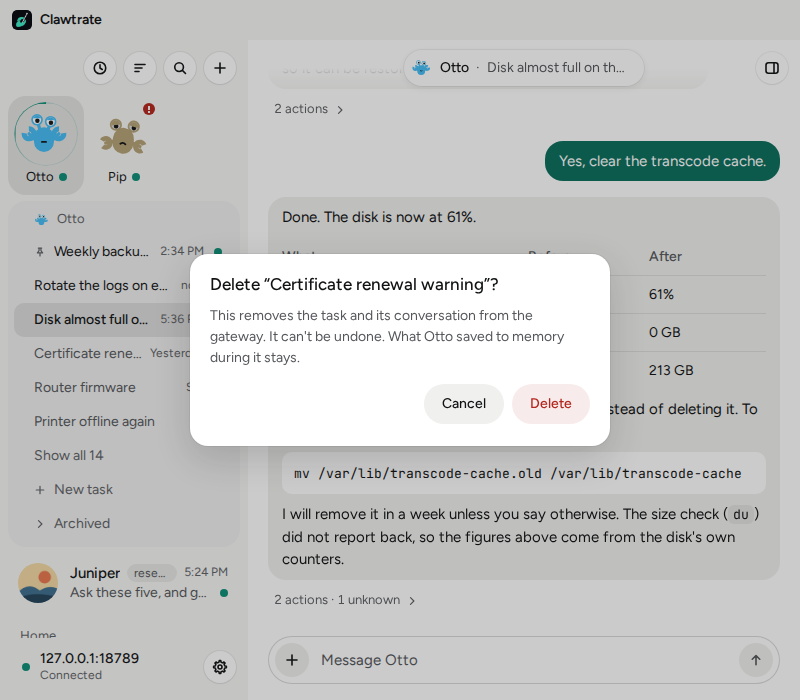 Clawtrate
Otto · Disk almost full on th...
2 actions
Otto
Pip
Yes, clear the transcode cache.
Otto
Weekly backu... 2:34 PM
Rotate the logs on e...
Disk almost full o... 5:36
Certificate rene...
Router firmware
Printer offline again
Show all 14
New task
Archived
Juniper rese... 5:24 PM
Ask these five, and g...
Home
127.0.0.1:18789
Connected
Done. The disk is now at 61%.
After
61%
0 GB
213 GB
of deleting it. To
mv /var/lib/transcode-cache.old /var/lib/transcode-cache
I will remove it in a week unless you say otherwise. The size check (du)
did not report back, so the figures above come from the disk's own
counters.
2 actions · 1 unknown
Message Otto
Delete “Certificate renewal warning”?
This removes the task and its conversation from the
gateway. It can't be undone. What Otto saved to memory
during it stays.
Cancel
Delete